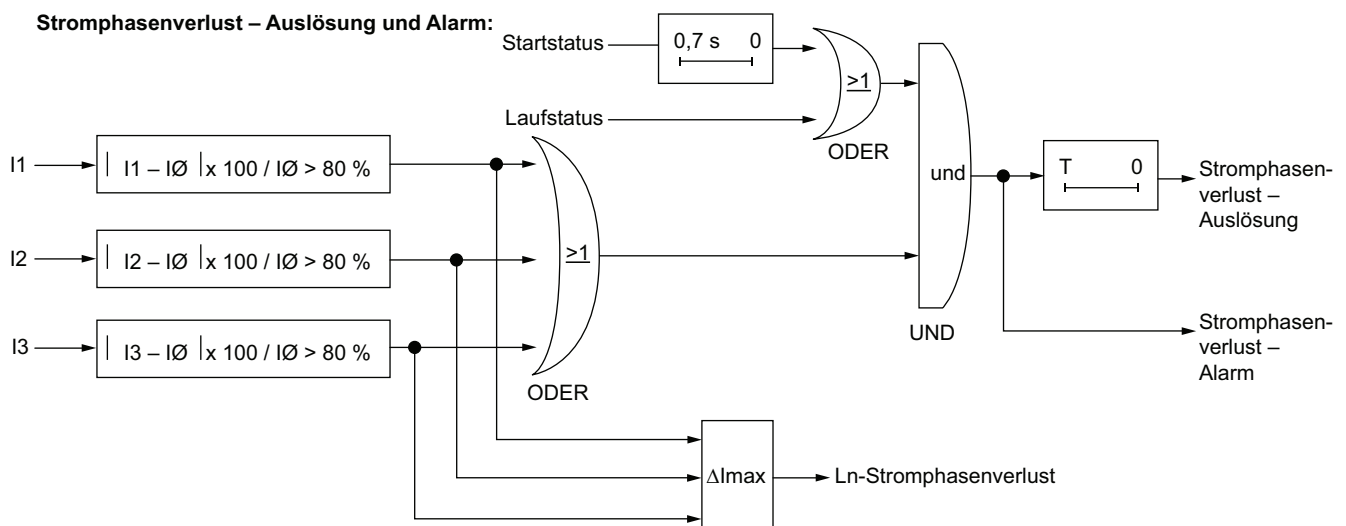 Stromphasenverlust – Auslösung und Alarm:
Startstatus
0,7 s 0
≥1
Laufstatus
ODER
I1
| I1 – IØ | x 100 / IØ > 80 %
und
T 0
Stromphasen-
verlust –
Auslösung
I2
| I2 – IØ | x 100 / IØ > 80 %
≥1
UND
I3
| I3 – IØ | x 100 / IØ > 80 %
ODER
Stromphasen-
verlust –
Alarm
ΔImax
Ln-Stromphasenverlust